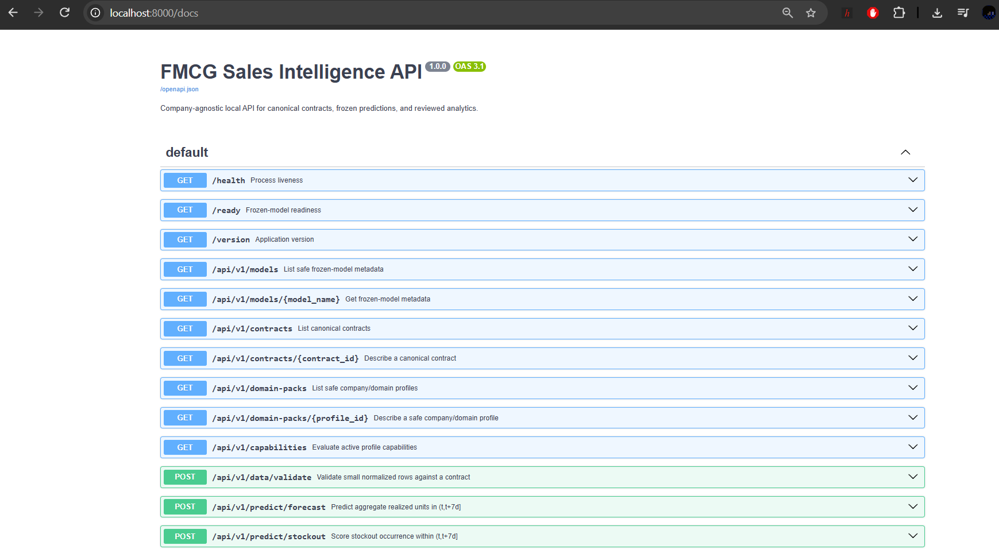 localhost:8000/docs
FMCG Sales Intelligence API 1.0.0 OAS 3.1
/openapi.json
Company-agnostic local API for canonical contracts, frozen predictions, and reviewed analytics.
default
GET /health Process liveness
GET /ready Frozen-model readiness
GET /version Application version
GET /api/v1/models List safe frozen-model metadata
GET /api/v1/models/{model_name} Get frozen-model metadata
GET /api/v1/contracts List canonical contracts
GET /api/v1/contracts/{contract_id} Describe a canonical contract
GET /api/v1/domain-packs List safe company/domain profiles
GET /api/v1/domain-packs/{profile_id} Describe a safe company/domain profile
GET /api/v1/capabilities Evaluate active profile capabilities
POST /api/v1/data/validate Validate small normalized rows against a contract
POST /api/v1/predict/forecast Predict aggregate realized units in (t,t+7d]
POST /api/v1/predict/stockout Score stockout occurrence within (t,t+7d]